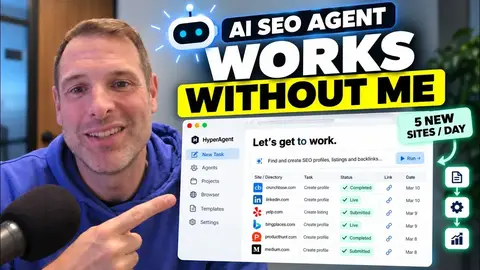 AI SEO AGENT
WORKS
WITHOUT ME
5 NEW
SITES / DAY
HyperAgent
New Task
Agents
Projects
Browser
Templates
Settings
Let's get to work.
Find and create SEO profiles, listings and backlinks...
Run
Site / Directory Task Status Link Date
cb crunchbase.com Create profile Completed Mar 10
in linkedin.com Create profile Live Mar 10
yelp.com Create listing Submitted Mar 10
b bingplaces.com Create profile Live Mar 9
P producthunt.com Create profile Completed Mar 9
M medium.com Create profile Submitted Mar 9